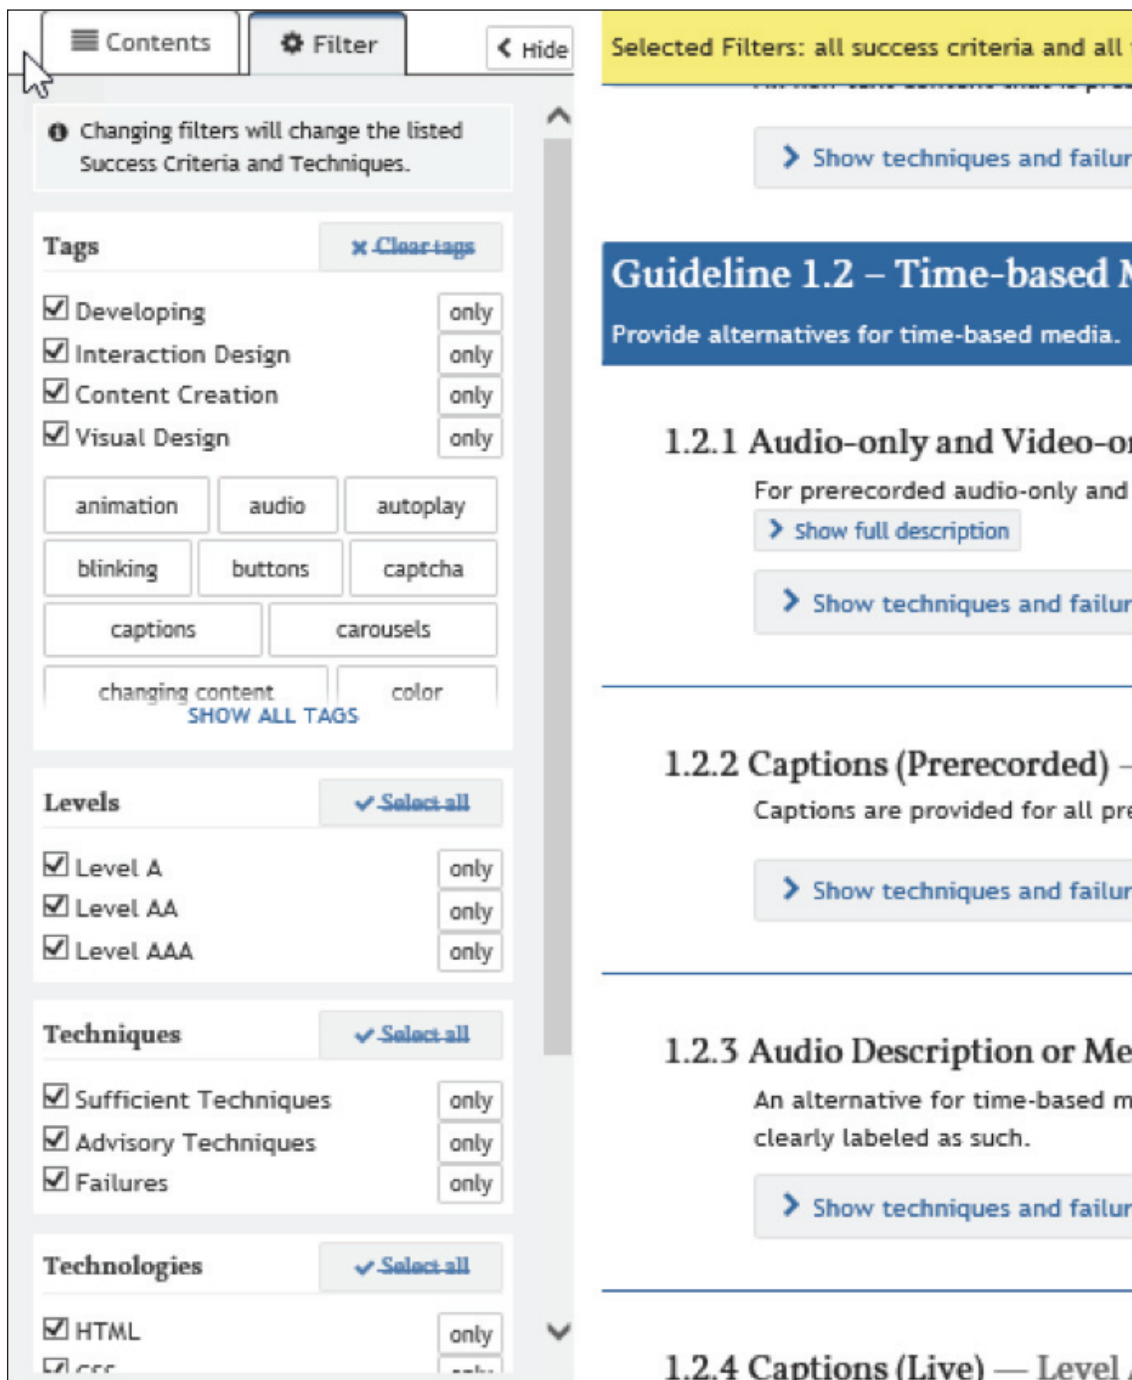 Contents
Filter
Hide
Changing filters will change the listed
Success Criteria and Techniques.
Tags
Clear tags
Developing only
Interaction Design only
Content Creation only
Visual Design only
animation audio autoplay
blinking buttons captcha
captions carousels
changing content color
SHOW ALL TAGS
Levels
Select all
Level A only
Level AA only
Level AAA only
Techniques
Select all
Sufficient Techniques only
Advisory Techniques only
Failures only
Technologies
Select all
HTML only
Selected Filters: all success criteria and all
Show techniques and failur
Guideline 1.2 – Time-based M
Provide alternatives for time-based media.
1.2.1 Audio-only and Video-or
For prerecorded audio-only and
Show full description
Show techniques and failur
1.2.2 Captions (Prerecorded) —
Captions are provided for all pre
Show techniques and failur
1.2.3 Audio Description or Me
An alternative for time-based m
clearly labeled as such.
Show techniques and failur
1.2.4 Captions (Live) — Level A